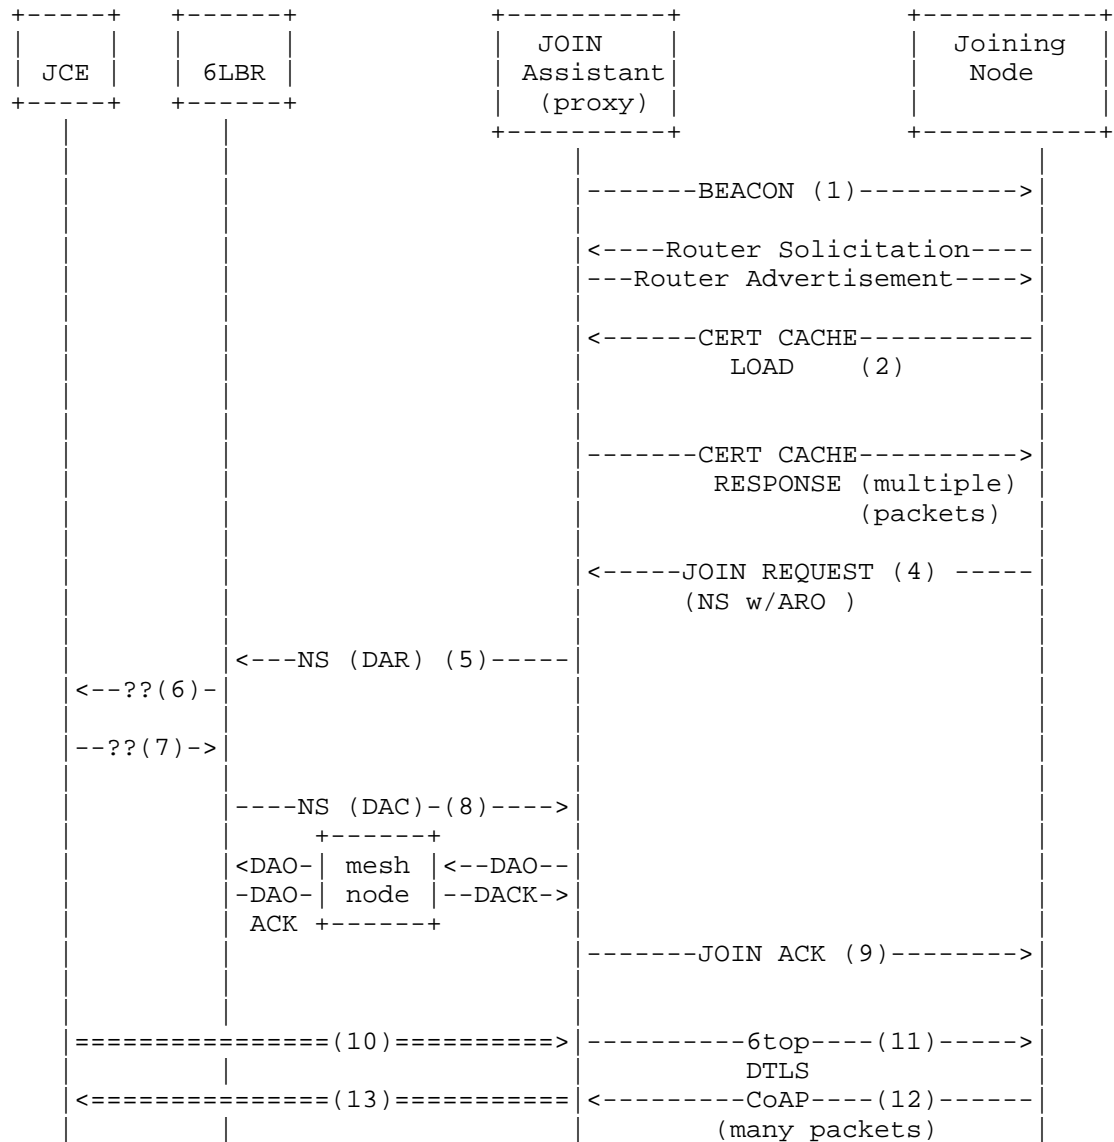 JOIN Joining
JCE 6LBR Assistant Node
(proxy)
-------BEACON (1)---------->
<----Router Solicitation----
---Router Advertisement---->
<------CERT CACHE-----------
LOAD (2)
-------CERT CACHE---------->
RESPONSE (multiple)
(packets)
<-----JOIN REQUEST (4) -----
(NS w/ARO )
<---NS (DAR) (5)-----
<--??(6)-
--??(7)->
----NS (DAC)-(8)---->
<DAO- mesh <--DAO--
-DAO- node --DACK->
ACK
-------JOIN ACK (9)-------->
================(10)==========> ----------6top----(11)----->
DTLS
<===============(13)=========== <---------CoAP----(12)------
(many packets)